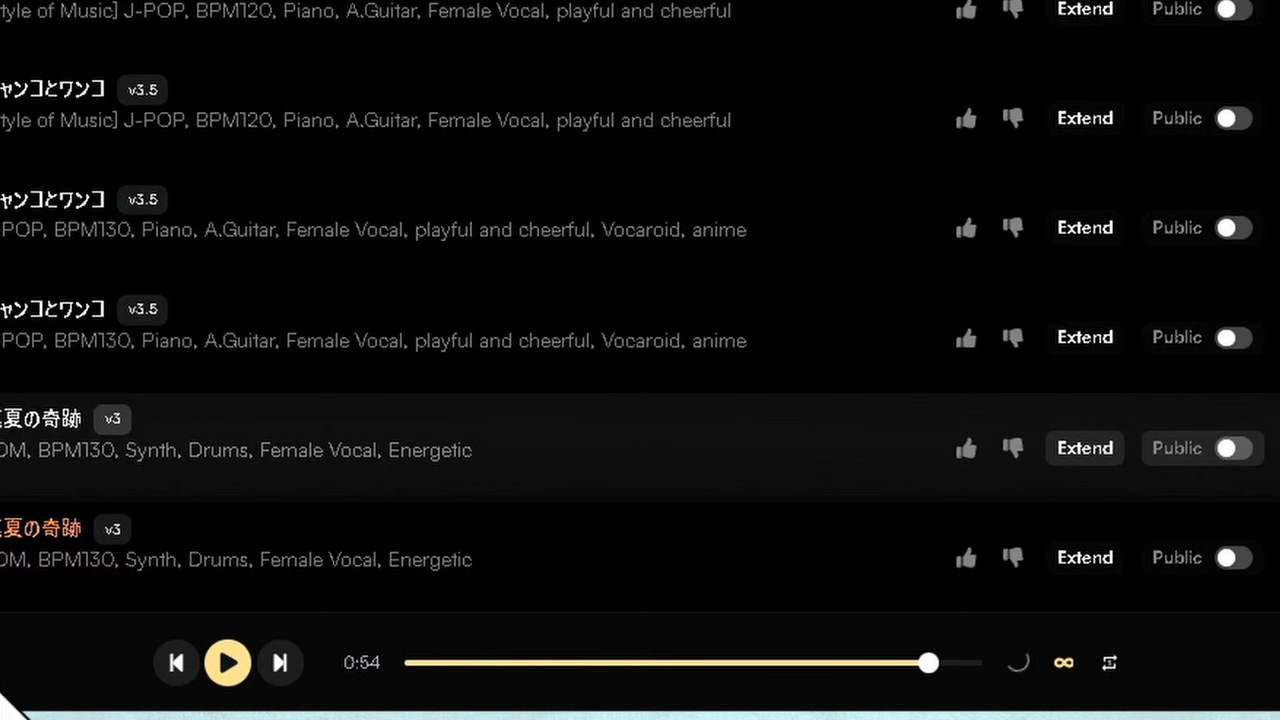 tyle of Music] J-POP, BPM120, Piano, A.Guitar, Female Vocal, playful and cheerful Extend Public
ャンコとワンコ v3.5
tyle of Music] J-POP, BPM120, Piano, A.Guitar, Female Vocal, playful and cheerful Extend Public
ャンコとワンコ v3.5
POP, BPM130, Piano, A.Guitar, Female Vocal, playful and cheerful, Vocaroid, anime Extend Public
ャンコとワンコ v3.5
POP, BPM130, Piano, A.Guitar, Female Vocal, playful and cheerful, Vocaroid, anime Extend Public
夏の奇跡 v3
DM, BPM130, Synth, Drums, Female Vocal, Energetic Extend Public
夏の奇跡 v3
DM, BPM130, Synth, Drums, Female Vocal, Energetic Extend Public
0:54